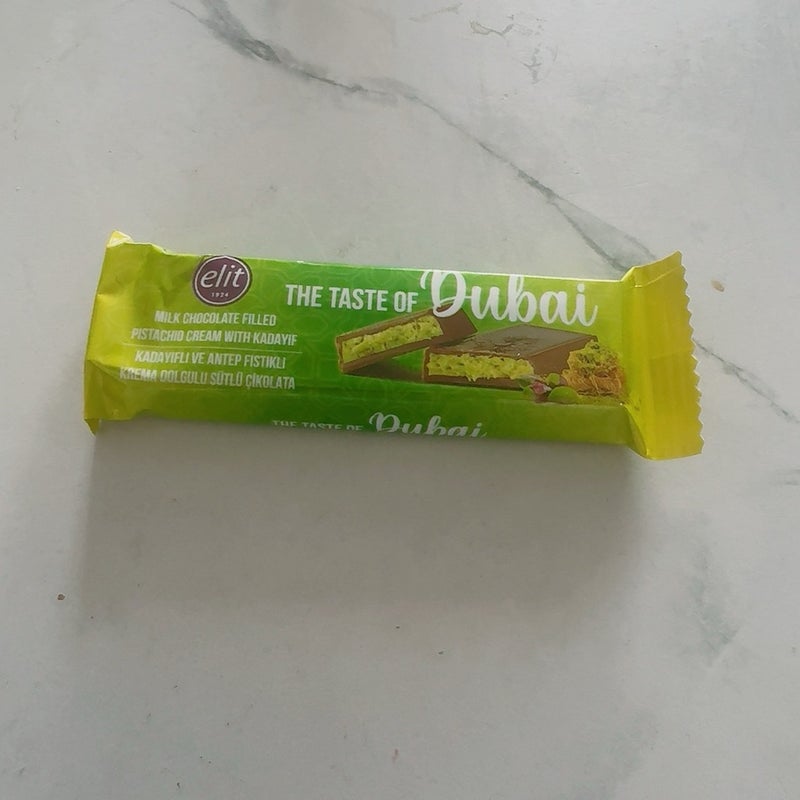 elit
1924
THE TASTE OF Dubai
MILK CHOCOLATE FILLED
PISTACHIO CREAM WITH KADAYIF
KADAYIFLI VE ANTEP FISTIKLI
KREMA DOLGULU SÜTLÜ ÇİKOLATA
THE TASTE OF Dubai